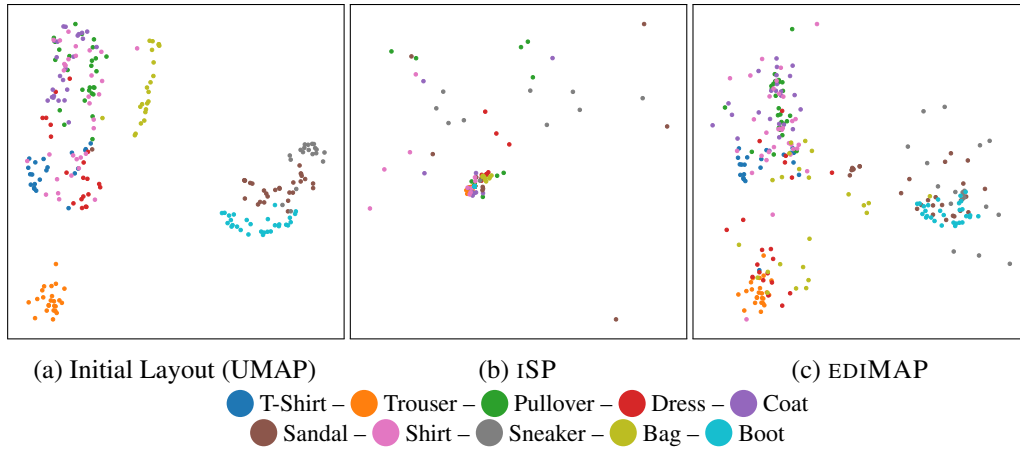 (a) Initial Layout (UMAP)
(b) ISP
(c) EDIMAP
T-Shirt – Trouser – Pullover – Dress – Coat
Sandal – Shirt – Sneaker – Bag – Boot